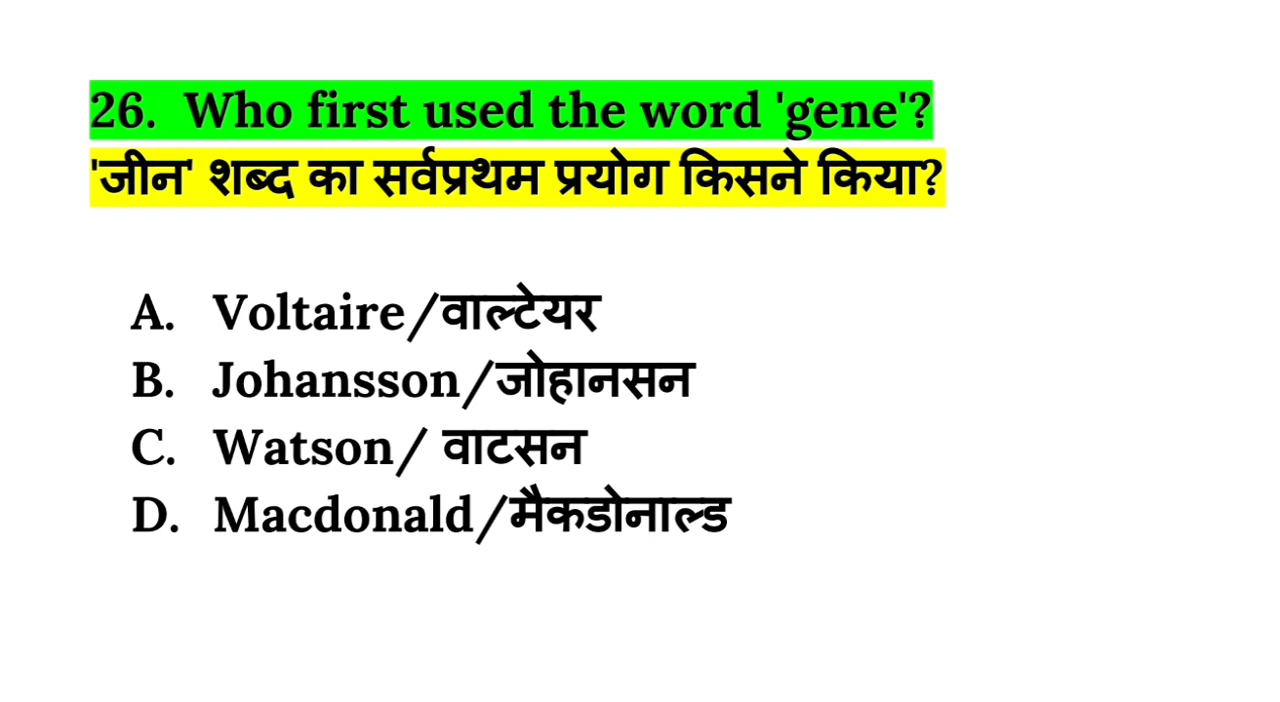 26. Who first used the word 'gene'?
'जीन' शब्द का सर्वप्रथम प्रयोग किसने किया?
A. Voltaire/वाल्टेयर
B. Johansson/जोहानसन
C. Watson/ वाटसन
D. Macdonald/मैकडोनाल्ड